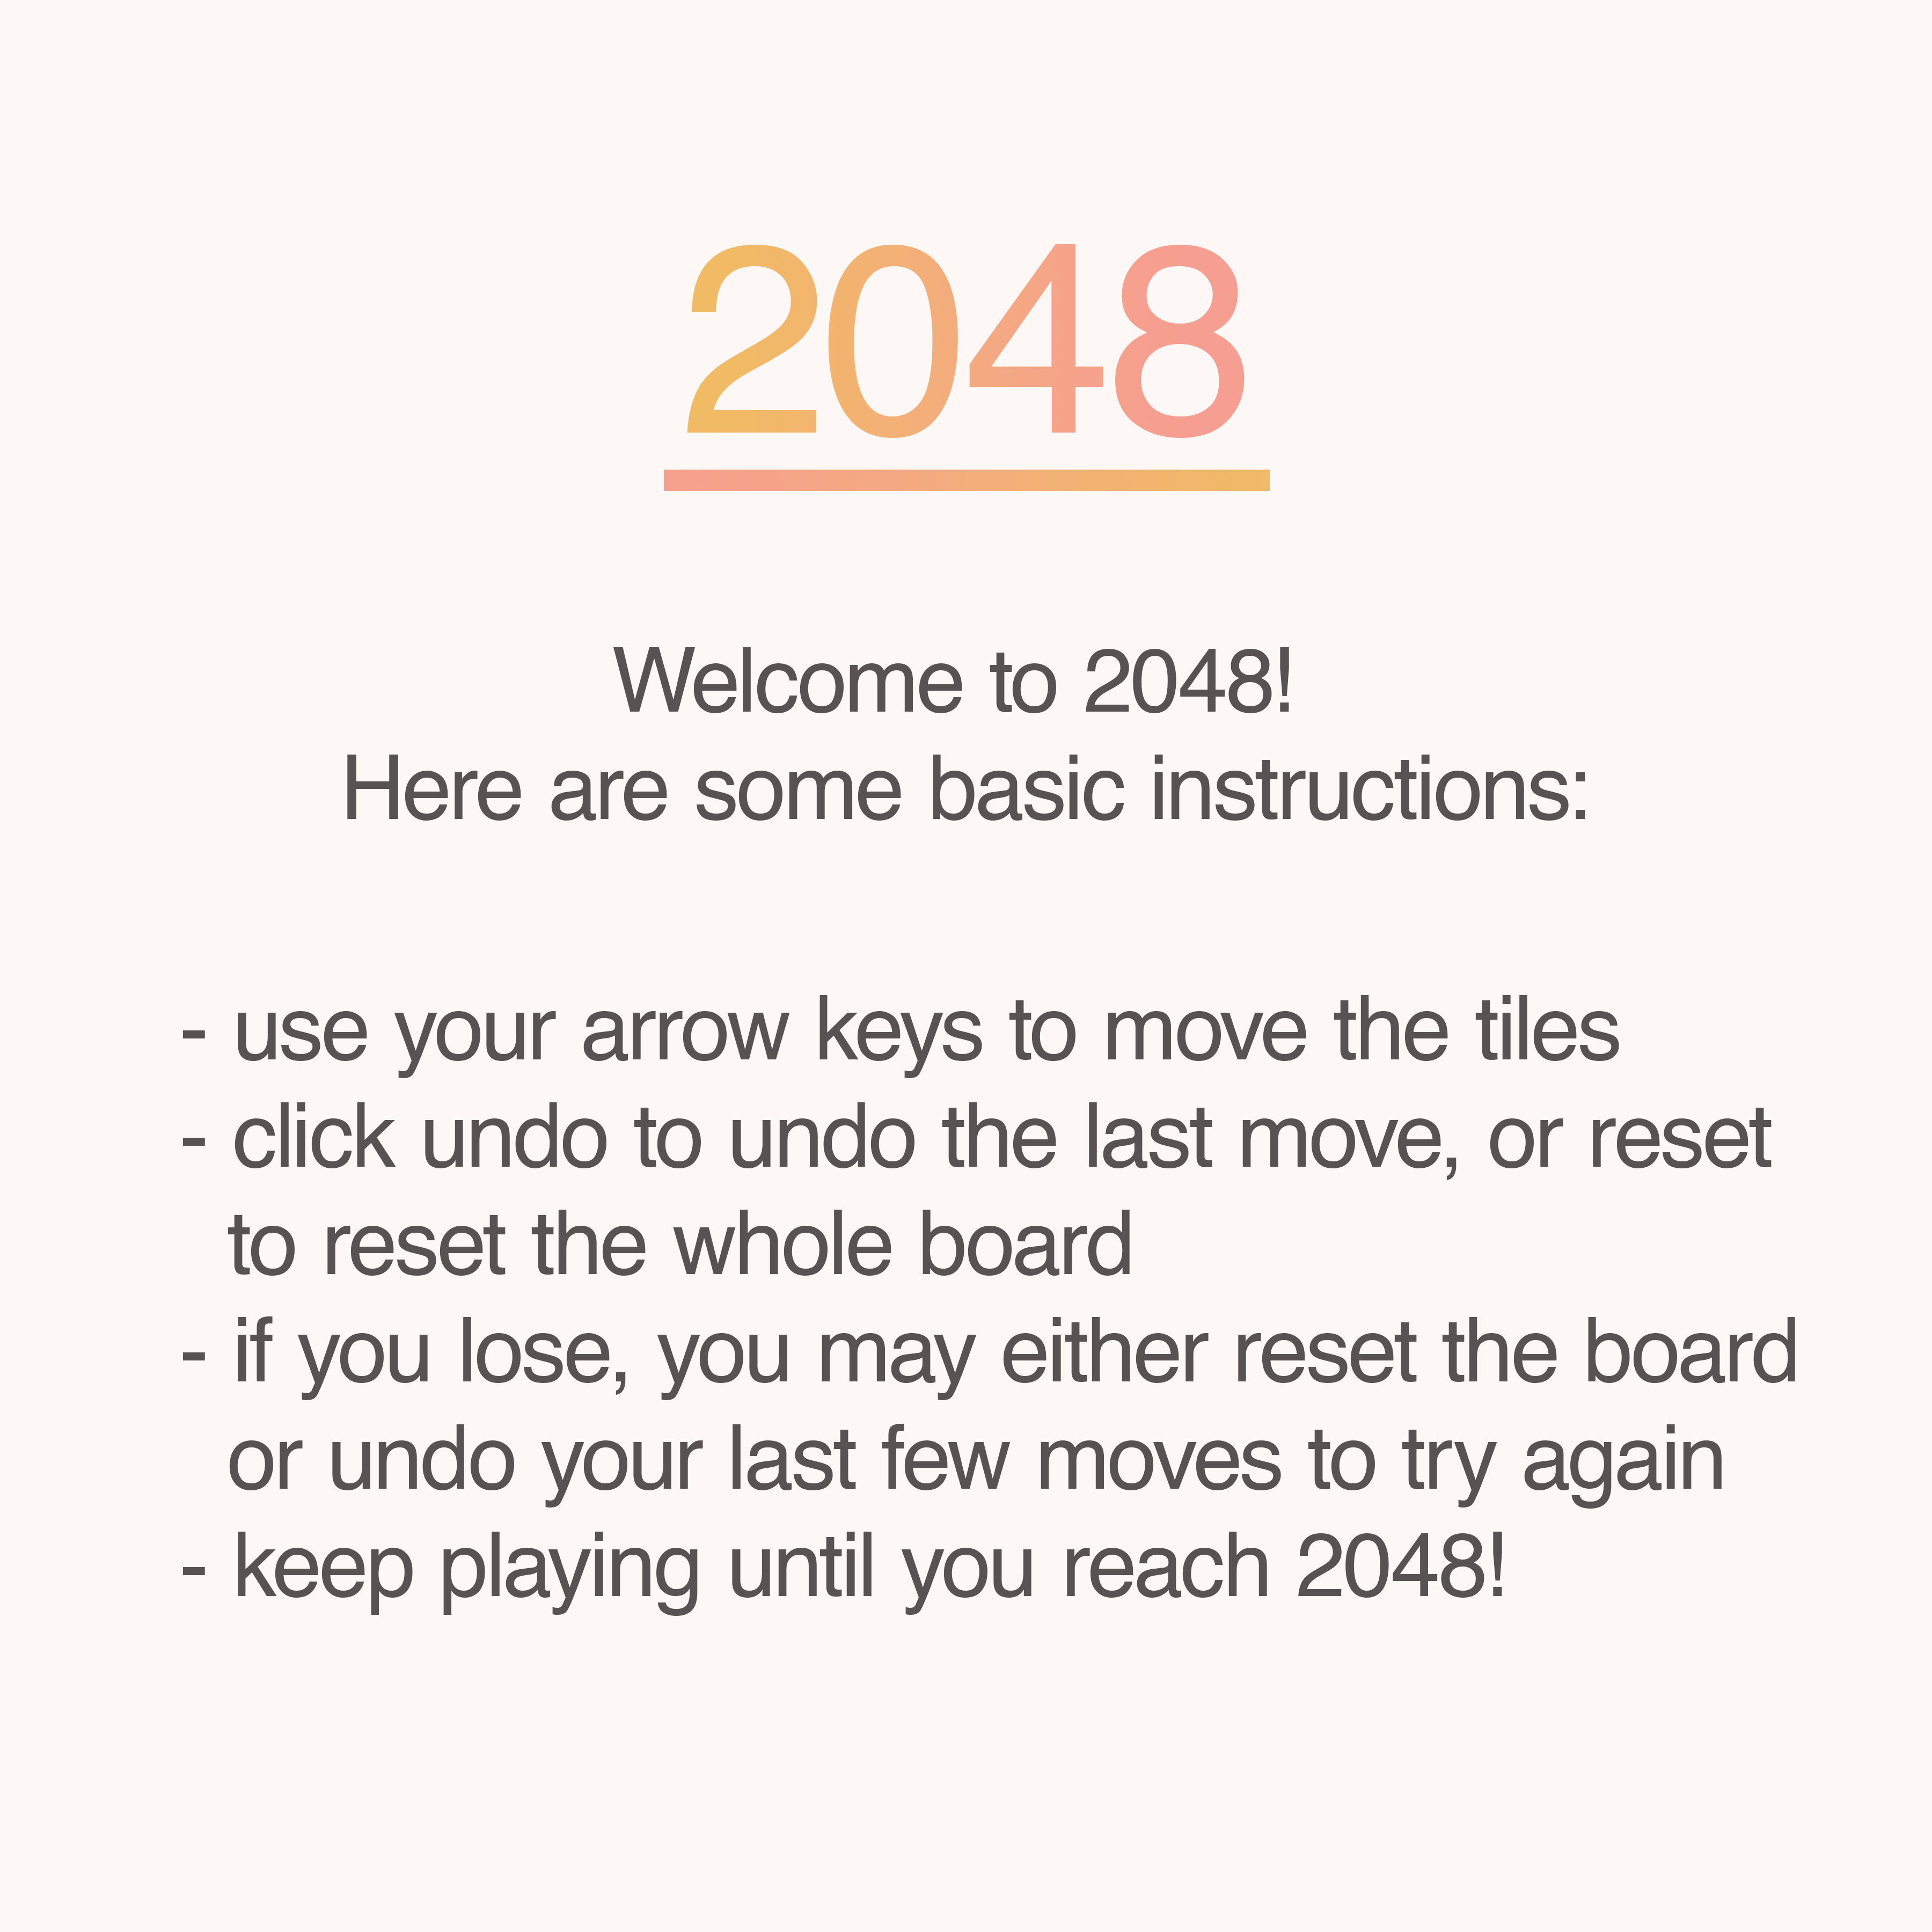 2048
Welcome to 2048!
Here are some basic instructions:
- use your arrow keys to move the tiles
- click undo to undo the last move, or reset
to reset the whole board
- if you lose, you may either reset the board
or undo your last few moves to try again
- keep playing until you reach 2048!